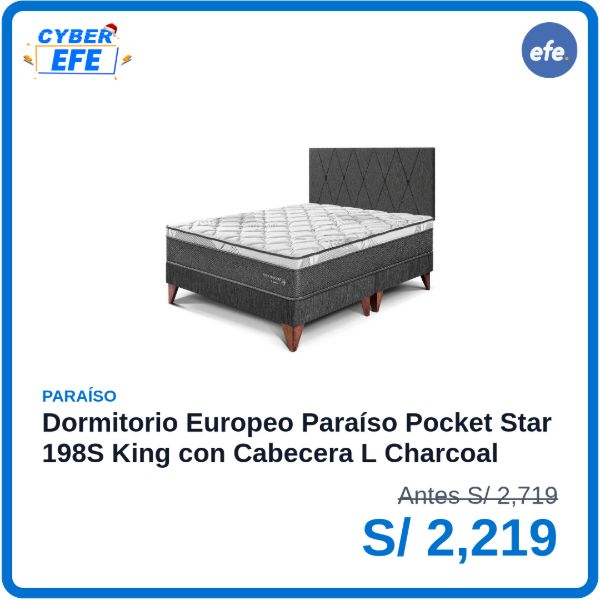 CYBER
EFE
efe.
PARAÍSO
Dormitorio Europeo Paraíso Pocket Star
198S King con Cabecera L Charcoal
Antes S/ 2,719
S/ 2,219